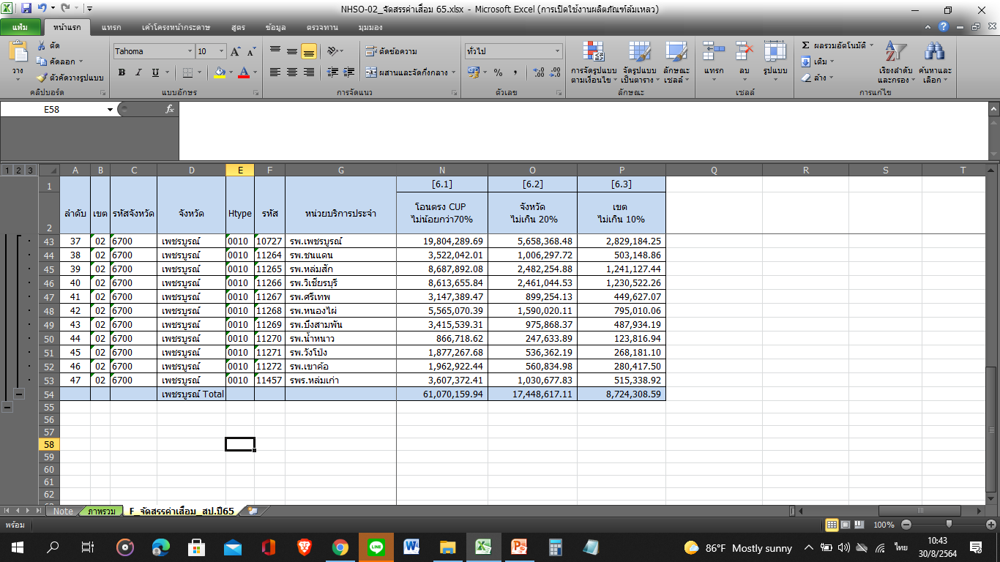 NHSO-02_จัดสรรค่าเสื่อม 65.xlsx - Microsoft Excel (การเปิดใช้งานผลิตภัณฑ์ล้มเหลว)
แฟ้ม หน้าแรก แทรก เค้าโครงหน้ากระดาษ สูตร ข้อมูล ตรวจทาน มุมมอง
ตัด Tahoma 10 ตัดข้อความ ทั่วไป ผลรวมอัตโนมัติ
คัดลอก เติม
วาง ตัวคัดวางรูปแบบ B I U ผสานและจัดกึ่งกลาง % , การจัดรูปแบบตามเงื่อนไข จัดรูปแบบเป็นตาราง ลักษณะเซลล์ แทรก ลบ รูปแบบ ล้าง เรียงลำดับและกรอง ค้นหาและเลือก
คลิปบอร์ด แบบอักษร การจัดแนว ตัวเลข ลักษณะ เซลล์ การแก้ไข
E58 fx
1 2 3 A B C D E F G N O P Q R S T
1 [6.1] [6.2] [6.3]
2 ลำดับ เขต รหัสจังหวัด จังหวัด Htype รหัส หน่วยบริการประจำ โอนตรง CUP ไม่น้อยกว่า70% จังหวัด ไม่เกิน 20% เขต ไม่เกิน 10%
43 37 02 6700 เพชรบูรณ์ 0010 10727 รพ.เพชรบูรณ์ 19,804,289.69 5,658,368.48 2,829,184.25
44 38 02 6700 เพชรบูรณ์ 0010 11264 รพ.ชนแดน 3,522,042.01 1,006,297.72 503,148.86
45 39 02 6700 เพชรบูรณ์ 0010 11265 รพ.หล่มสัก 8,687,892.08 2,482,254.88 1,241,127.44
46 40 02 6700 เพชรบูรณ์ 0010 11266 รพ.วิเชียรบุรี 8,613,655.84 2,461,044.53 1,230,522.26
47 41 02 6700 เพชรบูรณ์ 0010 11267 รพ.ศรีเทพ 3,147,389.47 899,254.13 449,627.07
48 42 02 6700 เพชรบูรณ์ 0010 11268 รพ.หนองไผ่ 5,565,070.39 1,590,020.11 795,010.06
49 43 02 6700 เพชรบูรณ์ 0010 11269 รพ.บึงสามพัน 3,415,539.31 975,868.37 487,934.19
50 44 02 6700 เพชรบูรณ์ 0010 11270 รพ.น้ำหนาว 866,718.62 247,633.89 123,816.94
51 45 02 6700 เพชรบูรณ์ 0010 11271 รพ.วังโป่ง 1,877,267.68 536,362.19 268,181.10
52 46 02 6700 เพชรบูรณ์ 0010 11272 รพ.เขาค้อ 1,962,922.44 560,834.98 280,417.50
53 47 02 6700 เพชรบูรณ์ 0010 11457 รพร.หล่มเก่า 3,607,372.41 1,030,677.83 515,338.92
54 เพชรบูรณ์ Total 61,070,159.94 17,448,617.11 8,724,308.59
55
56
57
58
59
60
61
62
Note ภาพรวม F_จัดสรรค่าเสื่อม_สป.ปี65
พร้อม 100%
86°F Mostly sunny ไทย 10:43
30/8/2564